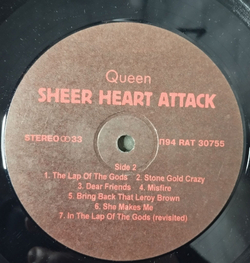 Queen
SHEER HEART ATTACK
STEREO 33
П94 RAT 30755
Side 2
1. The Lap Of The Gods 2. Stone Gold Crazy
3. Dear Friends 4. Misfire
5. Bring Back That Leroy Brown
6. She Makes Me
7. In The Lap Of The Gods (revisited)